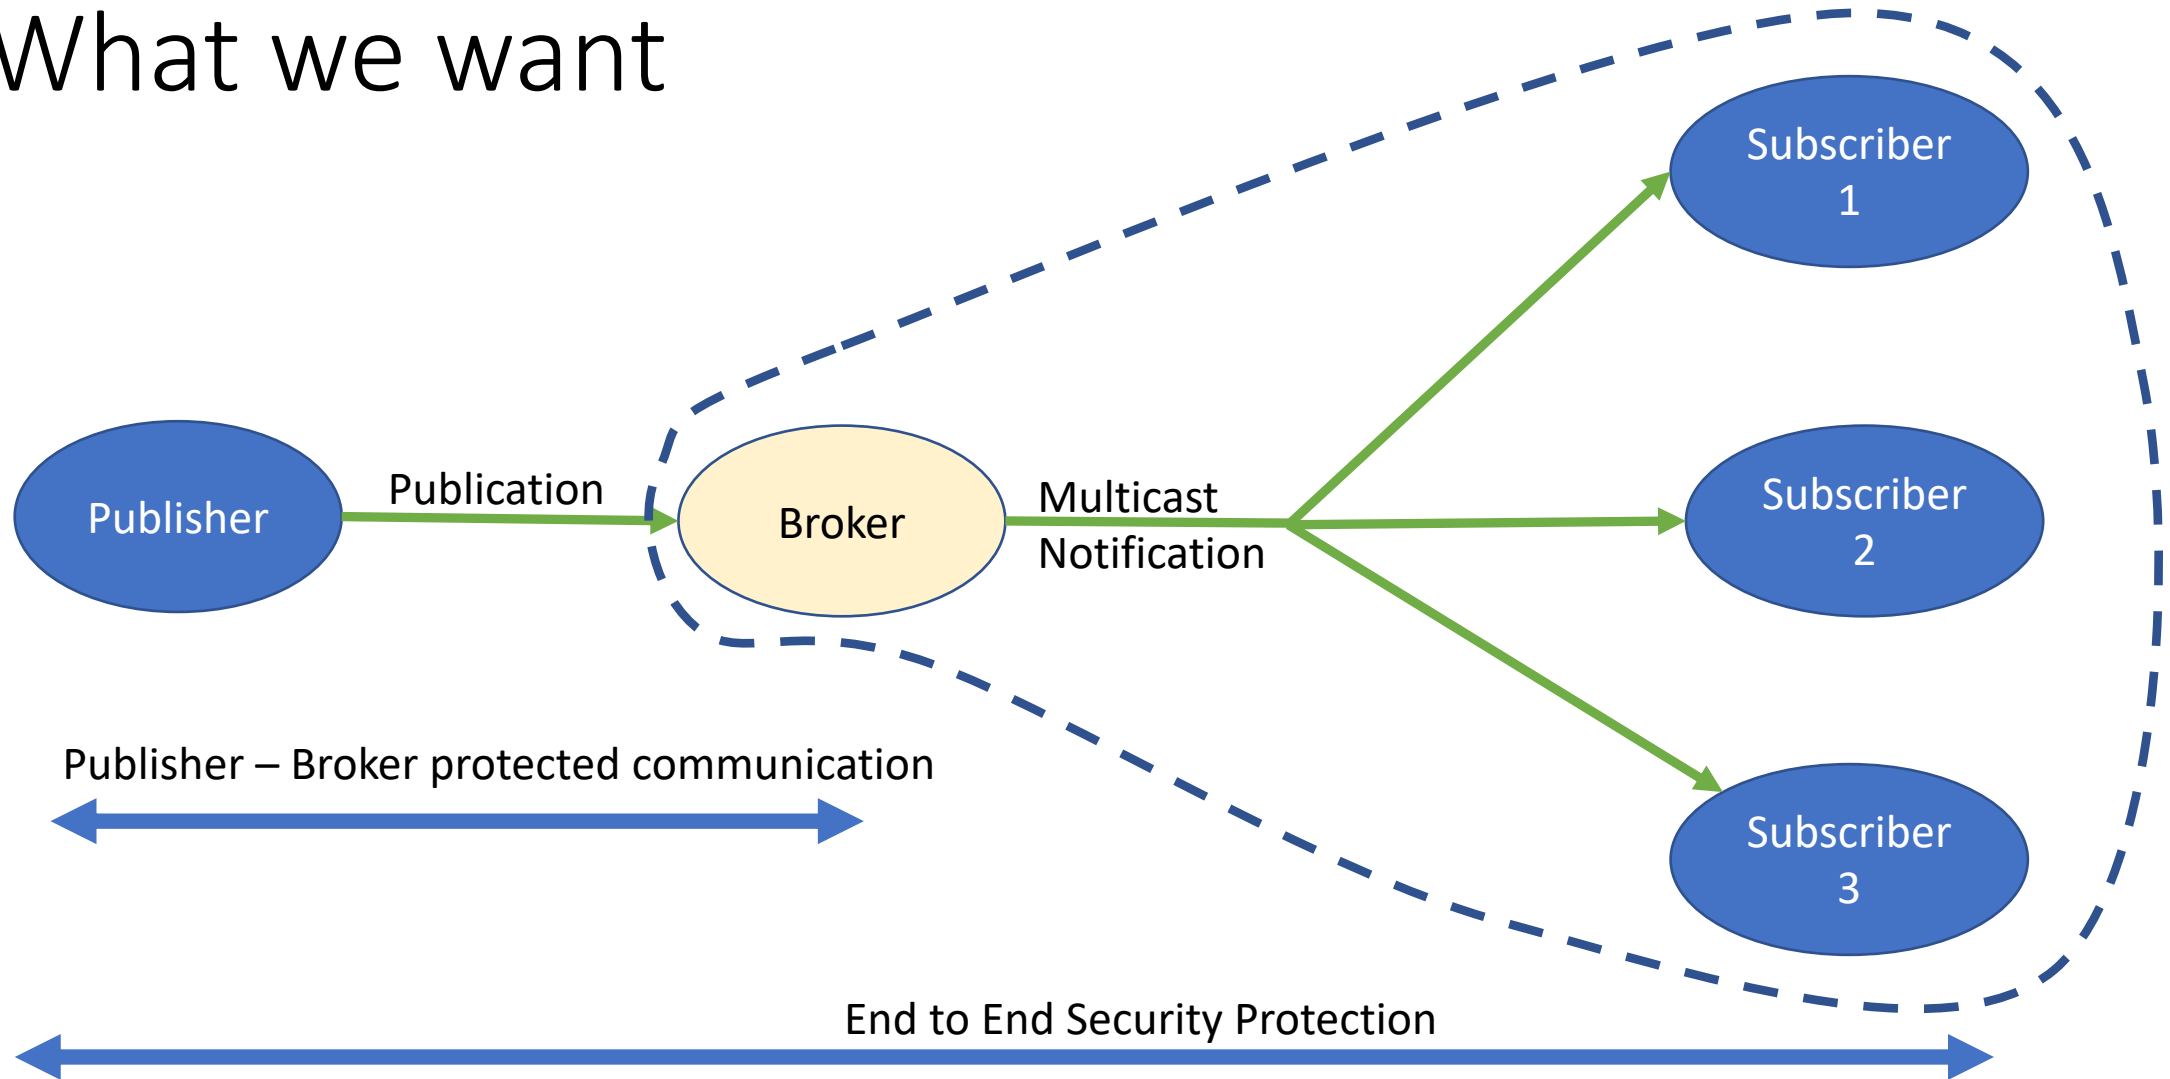 What we want
Subscriber
1
Publisher
Publication
Broker
Multicast
Notification
Subscriber
2
Publisher – Broker protected communication
Subscriber
3
End to End Security Protection